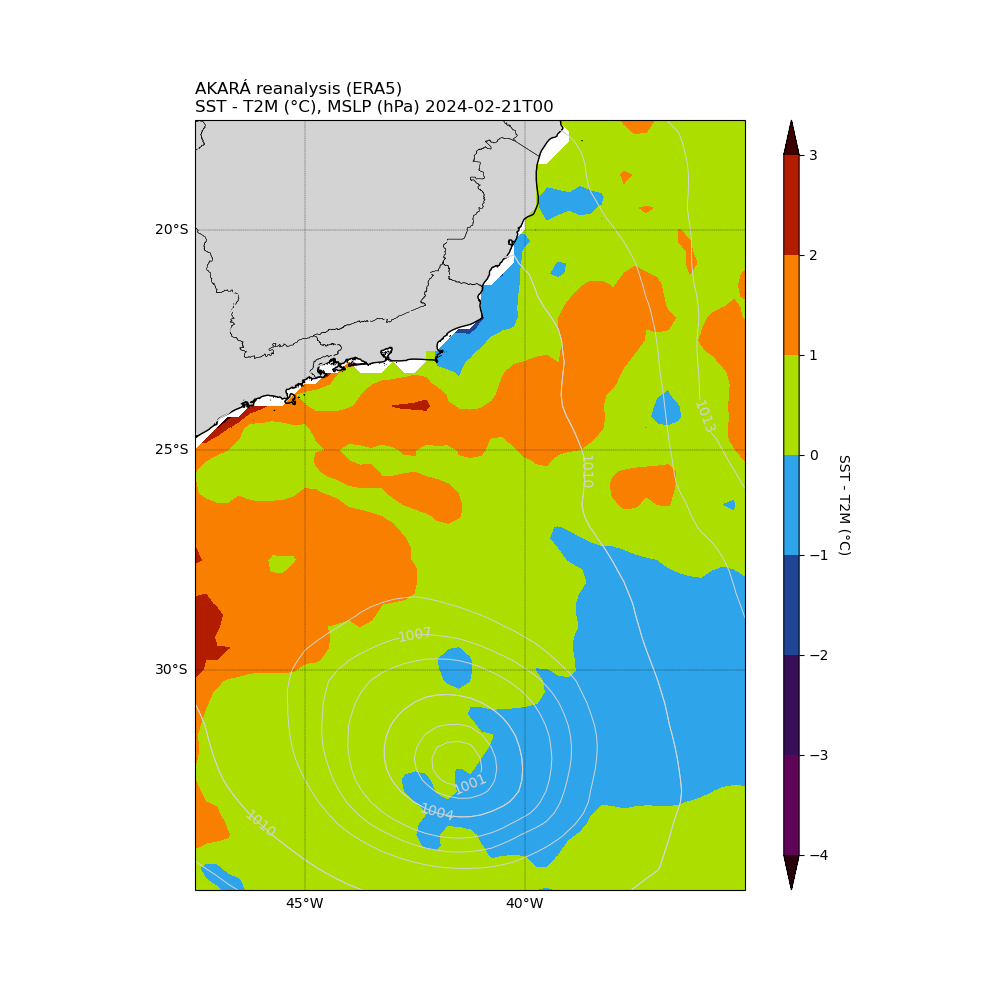 AKARÁ reanalysis (ERA5)
SST - T2M (°C), MSLP (hPa) 2024-02-21T00
3
2
1
0
−1
−2
−3
−4
SST - T2M (°C)
20°S
25°S
30°S
45°W
40°W
1013
1010
1007
1001
1004
1010